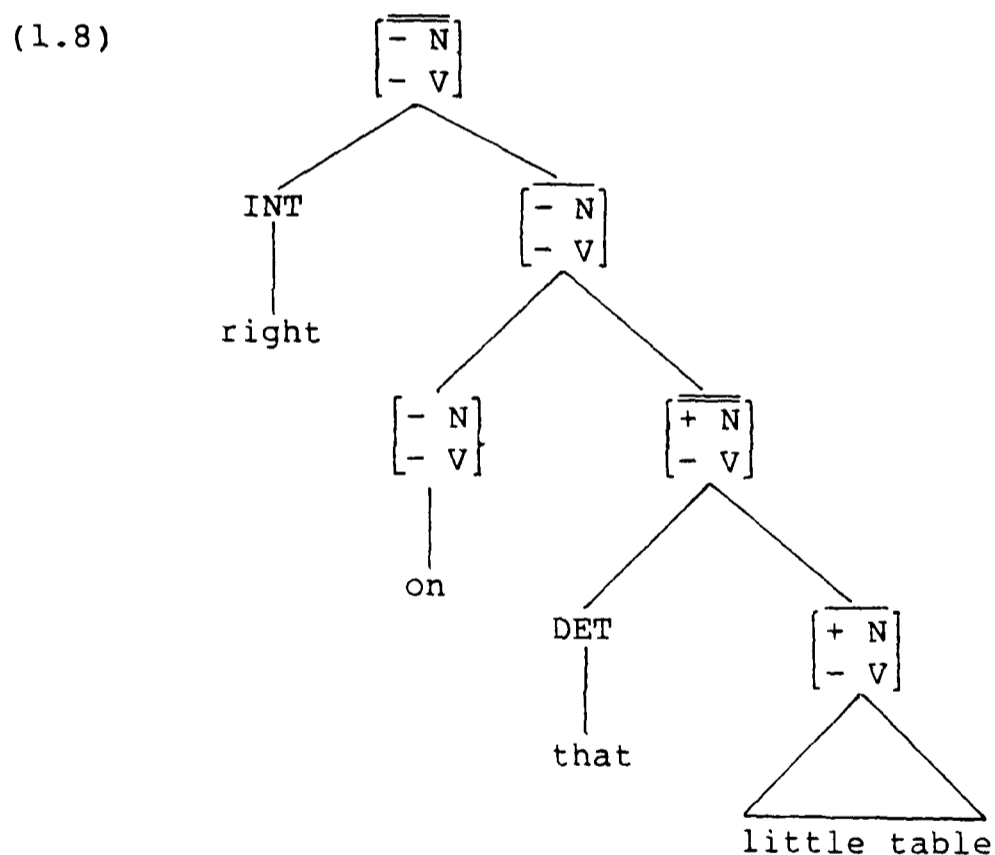 (1.8)
[- N
- V]
INT
[- N
- V]
right
[- N
- V]
[+ N
- V]
on
DET
[+ N
- V]
that
little table